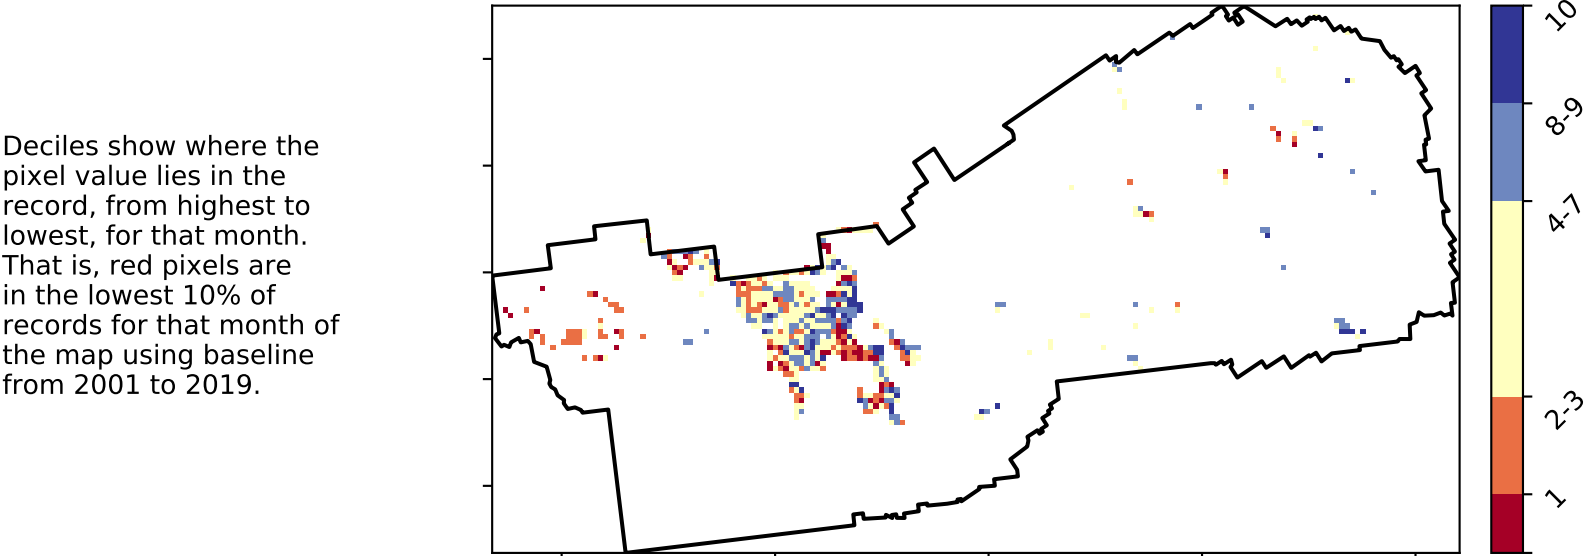 Deciles show where the
pixel value lies in the
record, from highest to
lowest, for that month.
That is, red pixels are
in the lowest 10% of
records for that month of
the map using baseline
from 2001 to 2019.
10
8-9
4-7
2-3
1